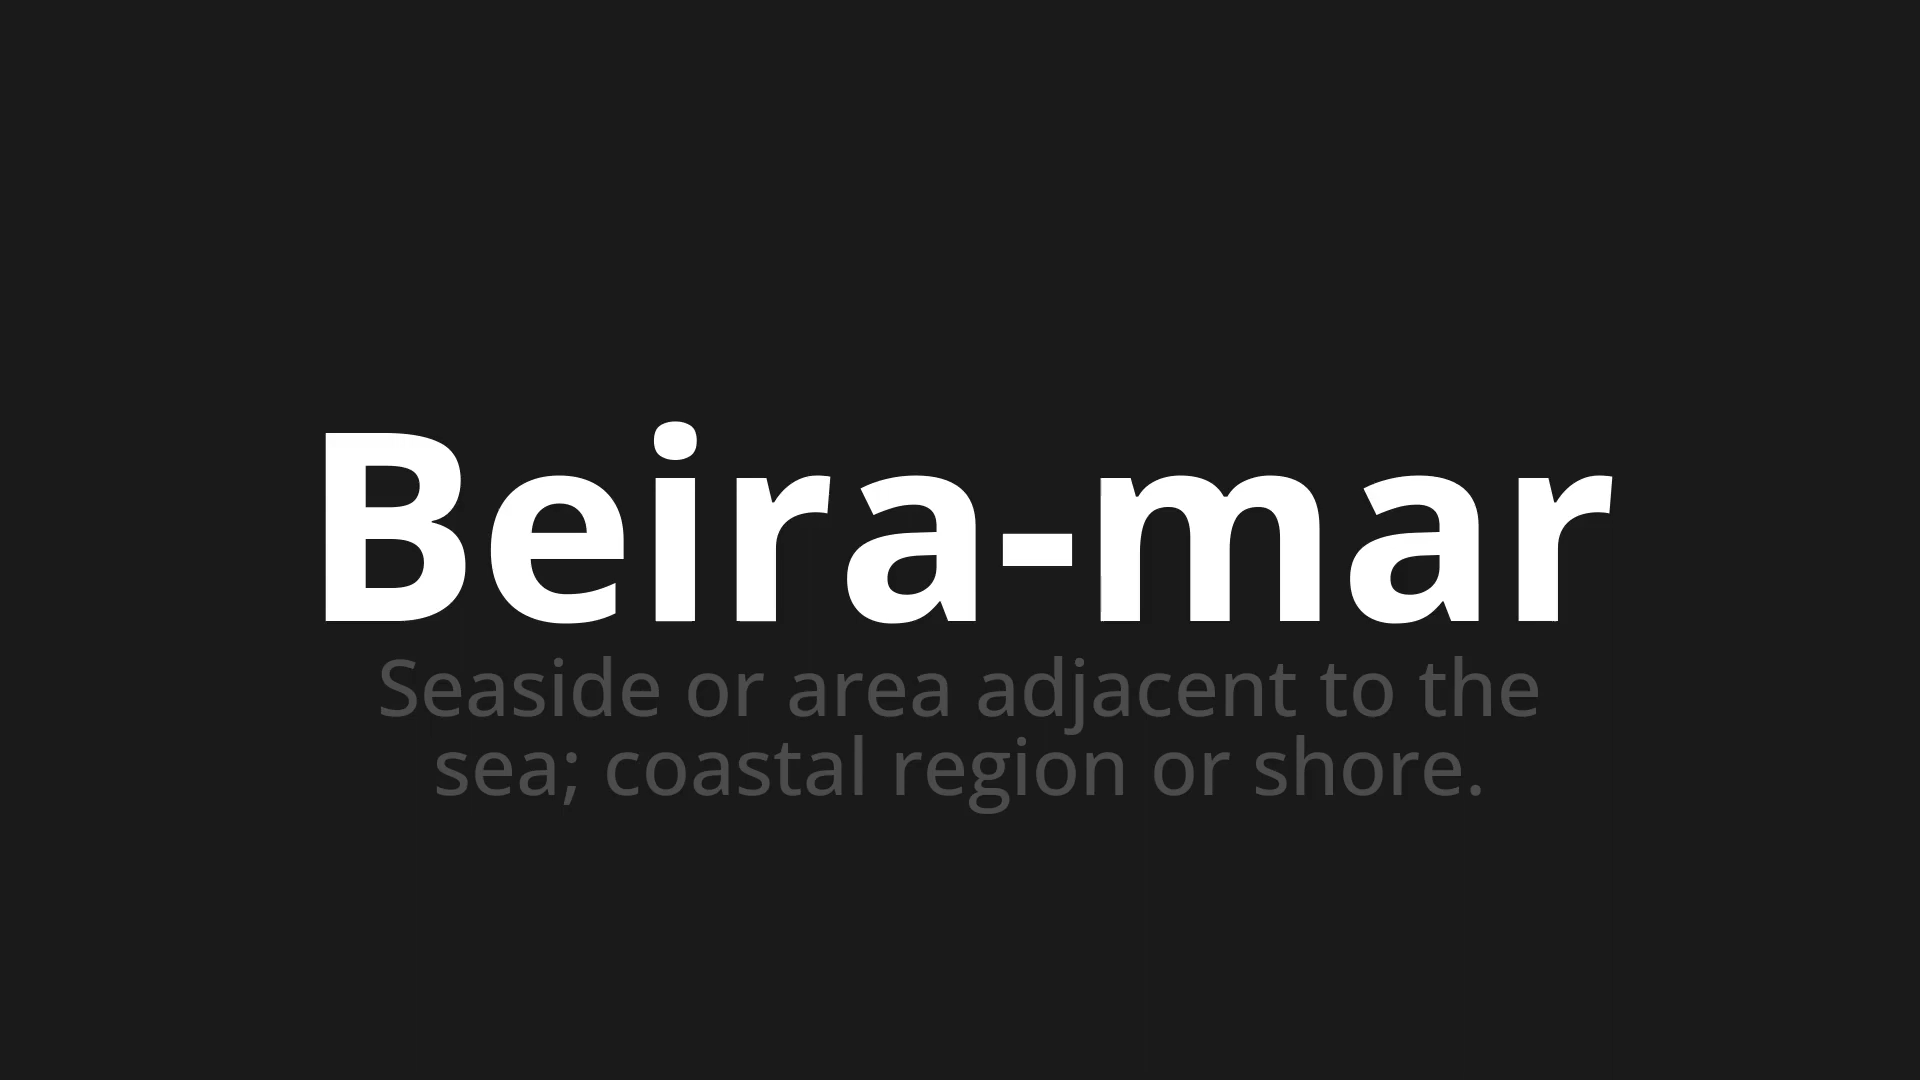 Beira-mar
Seaside or area adjacent to the
sea; coastal region or shore.